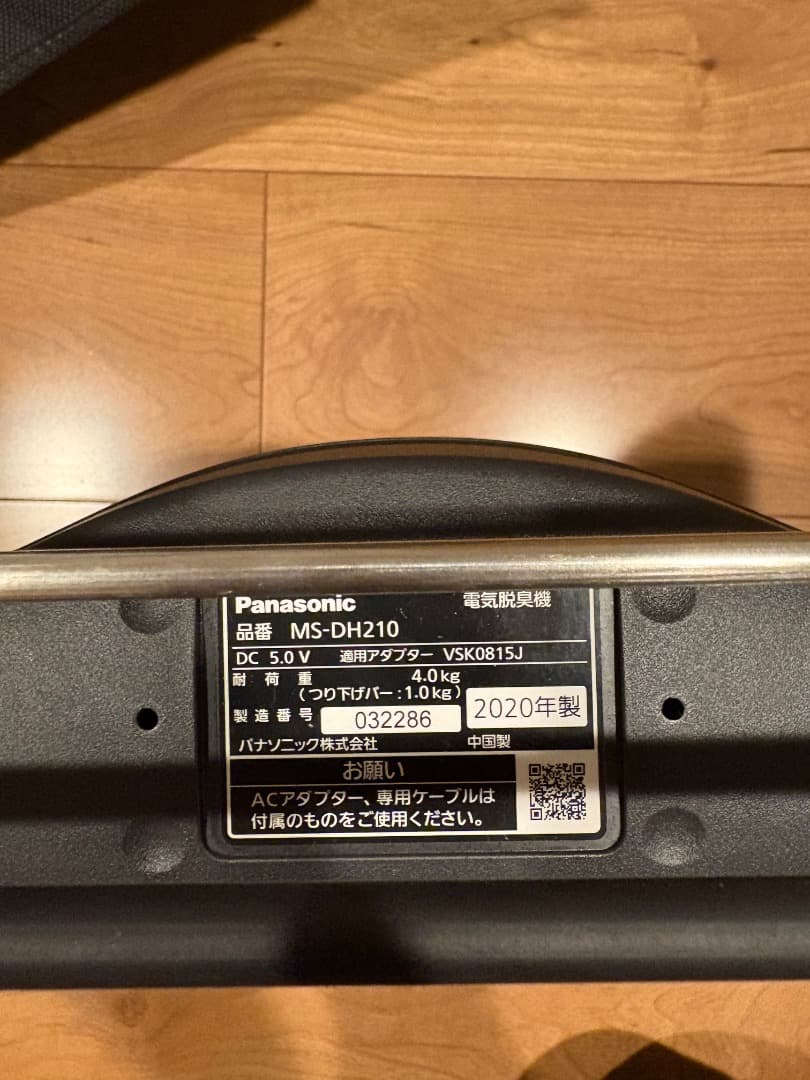 Panasonic 電気脱臭機
品番 MS-DH210
DC 5.0 V 適用アダプター VSK0815J
耐荷重 4.0kg
(つり下げバー:1.0kg)
製造番号 032286 2020年製
パナソニック株式会社 中国製
お願い
ACアダプター、専用ケーブルは
付属のものをご使用ください。